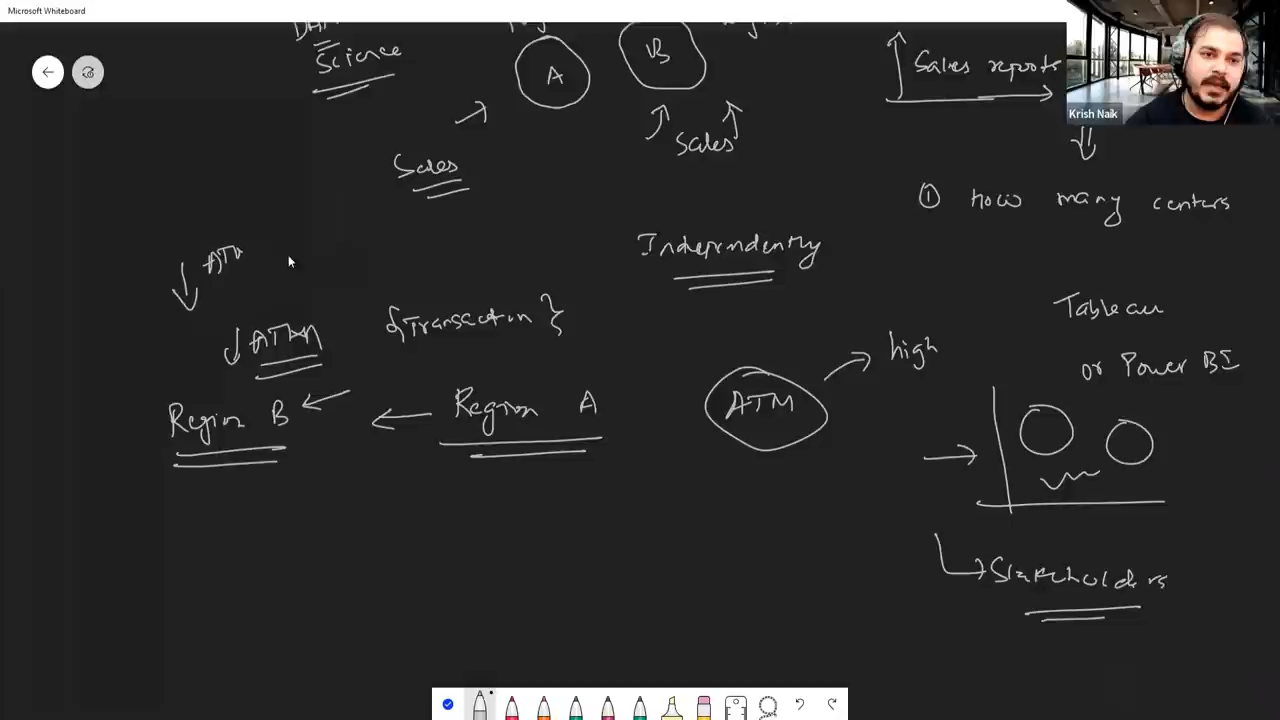 Microsoft Whiteboard
Science
A
B
Sales reports
Krish Naik
Sales
Sales
① how many centers
Independently
ATM
{Transaction}
Tableau
or Power BI
high
ATM
Region B
Region A
Stakeholders